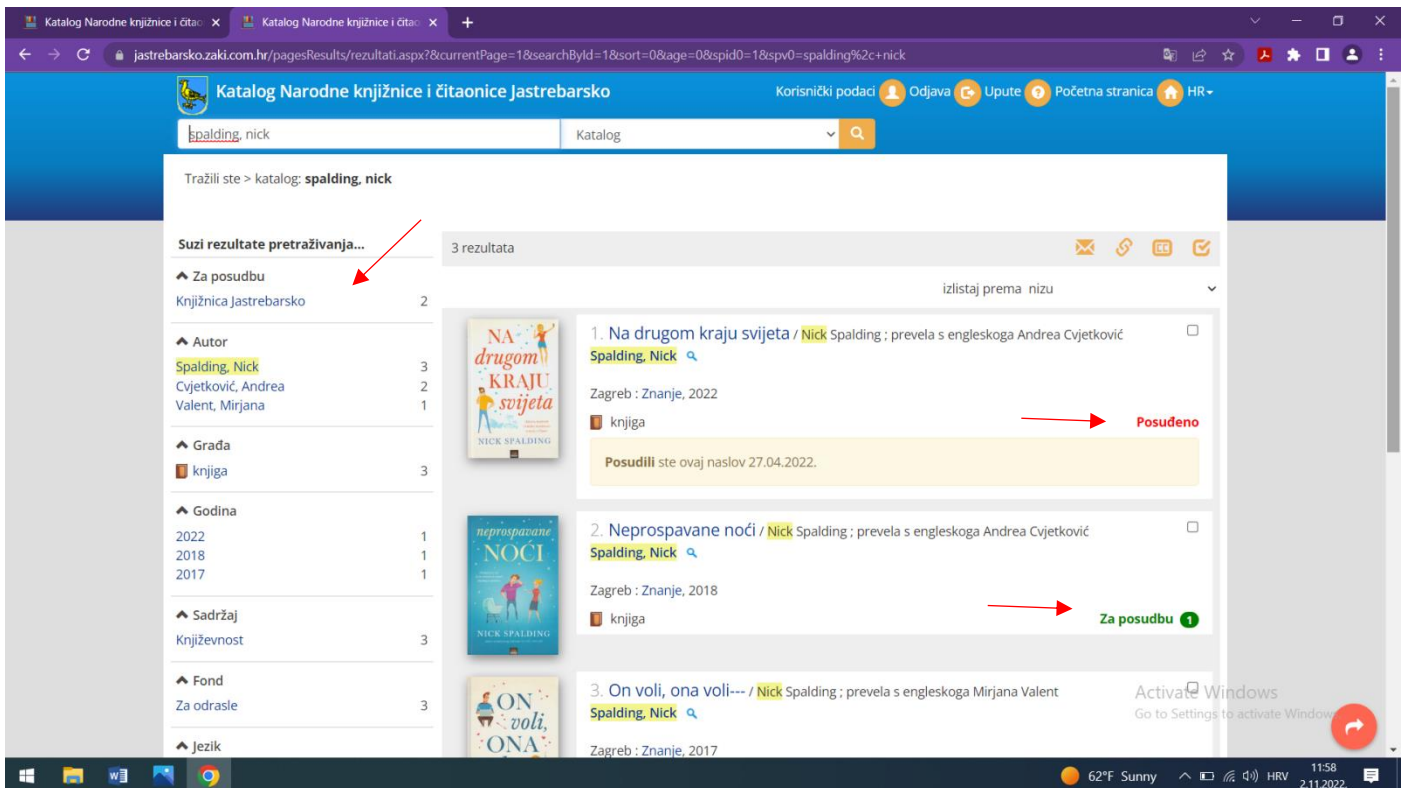 Katalog Narodne knjižnice i čitao
Katalog Narodne knjižnice i čitao
jastrebarsko.zaki.com.hr/pagesResults/rezultati.aspx?&currentPage=1&searchById=1&sort=0&age=0&spid0=1&spv0=spalding%2c+nick
Katalog Narodne knjižnice i čitaonice Jastrebarsko
Korisnički podaci Odjava Upute Početna stranica HR
spalding, nick
Katalog
Tražili ste > katalog: spalding, nick
Suzi rezultate pretraživanja...
Za posudbu
Knjižnica Jastrebarsko 2
Autor
Spalding, Nick 3
Cvjetković, Andrea 2
Valent, Mirjana 1
Građa
knjiga 3
Godina
2022 1
2018 1
2017 1
Sadržaj
Književnost 3
Fond
Za odrasle 3
Jezik
3 rezultata
CC
izlistaj prema nizu
NA
drugom
KRAJU
svijeta
NICK SPALDING
1. Na drugom kraju svijeta / Nick Spalding ; prevela s engleskoga Andrea Cvjetković
Spalding, Nick
Zagreb : Znanje, 2022
knjiga
Posuđeno
Posudili ste ovaj naslov 27.04.2022.
neprospavane
NOĆI
NICK SPALDING
2. Neprospavane noći / Nick Spalding ; prevela s engleskoga Andrea Cvjetković
Spalding, Nick
Zagreb : Znanje, 2018
knjiga
Za posudbu 1
ON
voli,
ONA
3. On voli, ona voli--- / Nick Spalding ; prevela s engleskoga Mirjana Valent
Spalding, Nick
Zagreb : Znanje, 2017
Activate Windows
Go to Settings to activate Window
62°F Sunny
HRV
11:58
2.11.2022.